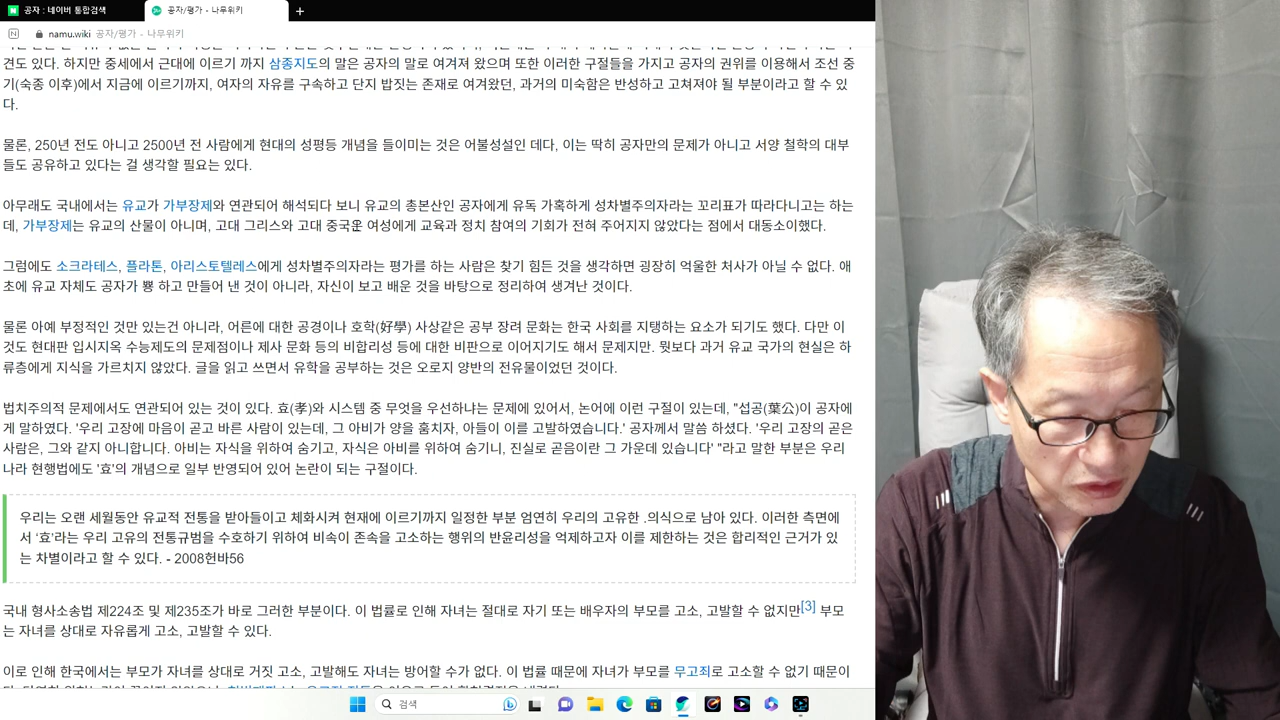 공자 : 네이버 통합검색
공자/평가 - 나무위키
namu.wiki 공자/평가 - 나무위키
견도 있다. 하지만 중세에서 근대에 이르기 까지 삼종지도의 말은 공자의 말로 여겨져 왔으며 또한 이러한 구절들을 가지고 공자의 권위를 이용해서 조선 중
기(숙종 이후)에서 지금에 이르기까지, 여자의 자유를 구속하고 단지 밥짓는 존재로 여겨왔던, 과거의 미숙함은 반성하고 고쳐져야 될 부분이라고 할 수 있
다.
물론, 250년 전도 아니고 2500년 전 사람에게 현대의 성평등 개념을 들이미는 것은 어불성설인 데다, 이는 딱히 공자만의 문제가 아니고 서양 철학의 대부
들도 공유하고 있다는 걸 생각할 필요는 있다.
아무래도 국내에서는 유교가 가부장제와 연관되어 해석되다 보니 유교의 총본산인 공자에게 유독 가혹하게 성차별주의자라는 꼬리표가 따라다니고는 하는
데, 가부장제는 유교의 산물이 아니며, 고대 그리스와 고대 중국은 여성에게 교육과 정치 참여의 기회가 전혀 주어지지 않았다는 점에서 대동소이했다.
그럼에도 소크라테스, 플라톤, 아리스토텔레스에게 성차별주의자라는 평가를 하는 사람은 찾기 힘든 것을 생각하면 굉장히 억울한 처사가 아닐 수 없다. 애
초에 유교 자체도 공자가 뿅 하고 만들어 낸 것이 아니라, 자신이 보고 배운 것을 바탕으로 정리하여 생겨난 것이다.
물론 아예 부정적인 것만 있는건 아니라, 어른에 대한 공경이나 호학(好學) 사상같은 공부 장려 문화는 한국 사회를 지탱하는 요소가 되기도 했다. 다만 이
것도 현대판 입시지옥 수능제도의 문제점이나 제사 문화 등의 비합리성 등에 대한 비판으로 이어지기도 해서 문제지만. 뭣보다 과거 유교 국가의 현실은 하
류층에게 지식을 가르치지 않았다. 글을 읽고 쓰면서 유학을 공부하는 것은 오로지 양반의 전유물이었던 것이다.
법치주의적 문제에서도 연관되어 있는 것이 있다. 효(孝)와 시스템 중 무엇을 우선하냐는 문제에 있어서, 논어에 이런 구절이 있는데, "섭공(葉公)이 공자에
게 말하였다. '우리 고장에 마음이 곧고 바른 사람이 있는데, 그 아비가 양을 훔치자, 아들이 이를 고발하였습니다.' 공자께서 말씀 하셨다. '우리 고장의 곧은
사람은, 그와 같지 아니합니다. 아비는 자식을 위하여 숨기고, 자식은 아비를 위하여 숨기니, 진실로 곧음이란 그 가운데 있습니다' "라고 말한 부분은 우리
나라 현행법에도 '효'의 개념으로 일부 반영되어 있어 논란이 되는 구절이다.
우리는 오랜 세월동안 유교적 전통을 받아들이고 체화시켜 현재에 이르기까지 일정한 부분 엄연히 우리의 고유한 .의식으로 남아 있다. 이러한 측면에
서 '효'라는 우리 고유의 전통규범을 수호하기 위하여 비속이 존속을 고소하는 행위의 반윤리성을 억제하고자 이를 제한하는 것은 합리적인 근거가 있
는 차별이라고 할 수 있다. - 2008헌바56
국내 형사소송법 제224조 및 제235조가 바로 그러한 부분이다. 이 법률로 인해 자녀는 절대로 자기 또는 배우자의 부모를 고소, 고발할 수 없지만[3] 부모
는 자녀를 상대로 자유롭게 고소, 고발할 수 있다.
이로 인해 한국에서는 부모가 자녀를 상대로 거짓 고소, 고발해도 자녀는 방어할 수가 없다. 이 법률 때문에 자녀가 부모를 무고죄로 고소할 수 없기 때문이
검색